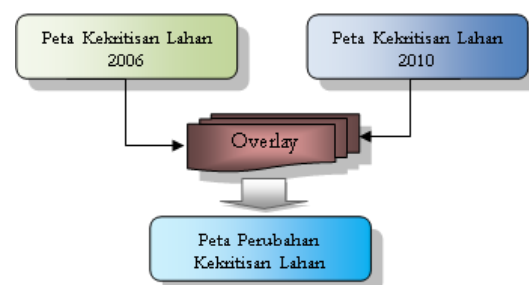 Peta Kekritisan Lahan
2006
Peta Kekritisan Lahan
2010
Overlay
Peta Perubahan
Kekritisan Lahan